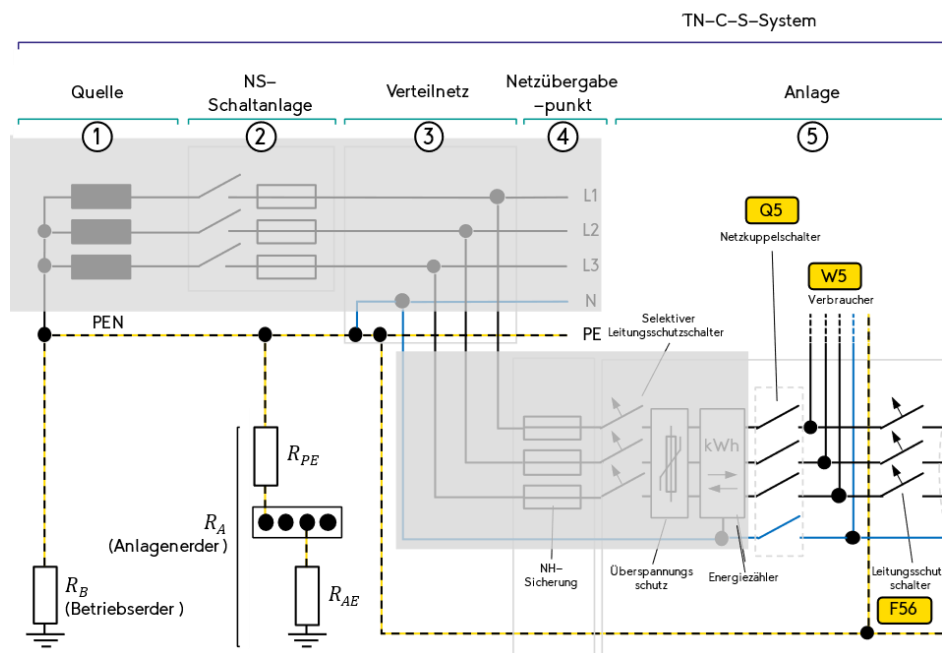 TN–C–S–System
Quelle
NS–
Schaltanlage
Verteilnetz
Netzübergabe
–punkt
Anlage
1
2
3
4
5
L1
L2
L3
N
PEN
PE
Q5
Netzkuppelschalter
W5
Verbraucher
Selektiver
Leitungsschutzschalter
kWh
R_PE
R_A
(Anlagenerder )
R_B
(Betriebserder )
R_AE
NH–
Sicherung
Überspannungs
schutz
Energiezähler
Leitungsschut
schalter
F56